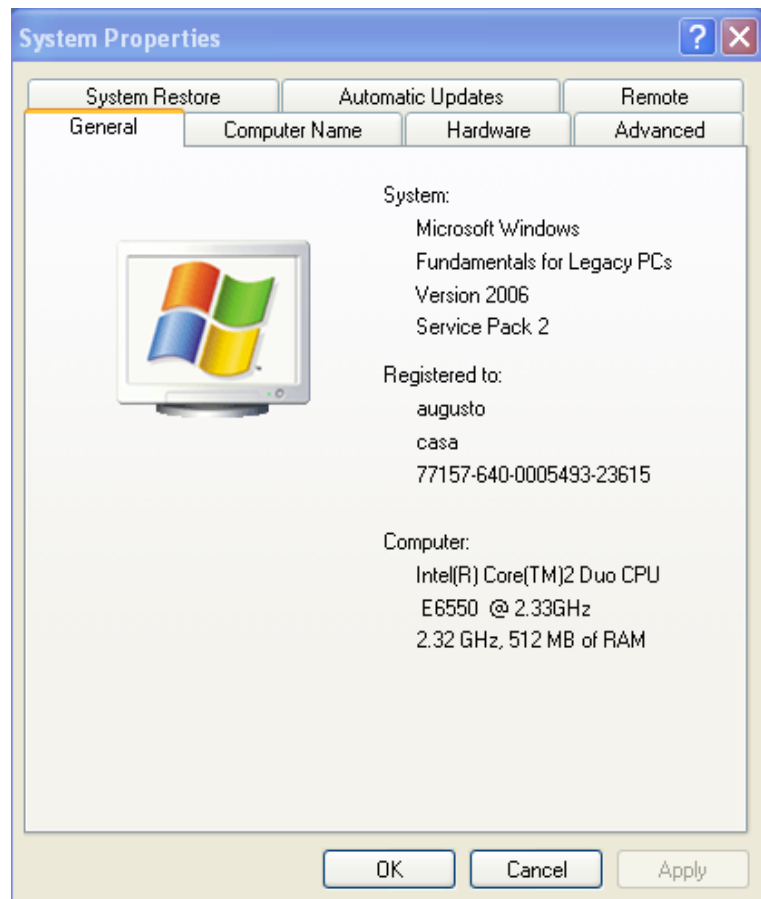 System Properties
System Restore
Automatic Updates
Remote
General
Computer Name
Hardware
Advanced
System:
Microsoft Windows
Fundamentals for Legacy PCs
Version 2006
Service Pack 2
Registered to:
augusto
casa
77157-640-0005493-23615
Computer:
Intel(R) Core(TM)2 Duo CPU
E6550 @ 2.33GHz
2.32 GHz, 512 MB of RAM
OK
Cancel
Apply